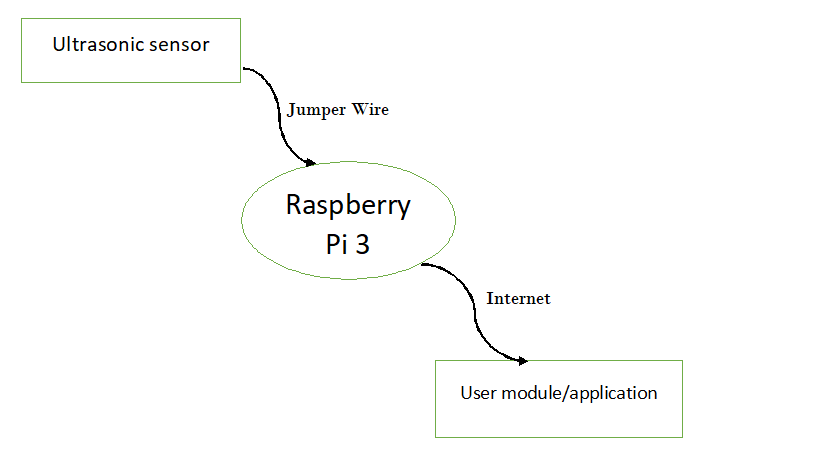 Ultrasonic sensor
Jumper Wire
Raspberry
Pi 3
Internet
User module/application